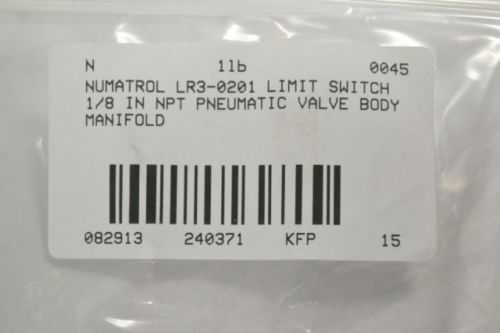 N 1lb 0045
NUMATROL LR3-0201 LIMIT SWITCH
1/8 IN NPT PNEUMATIC VALVE BODY
MANIFOLD
082913 240371 KFP 15